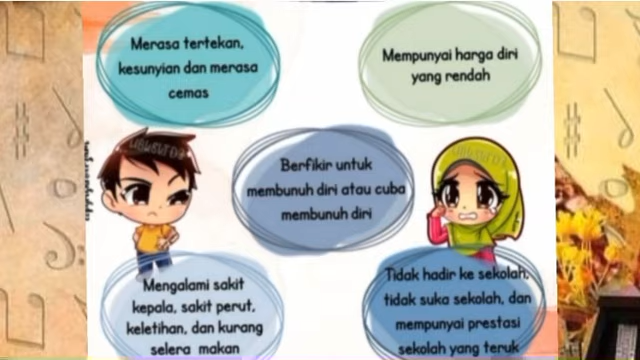 Merasa tertekan,
kesunyian dan merasa
cemas
Mempunyai harga diri
yang rendah
Berfikir untuk
membunuh diri atau cuba
membunuh diri
Mengalami sakit
kepala, sakit perut,
keletihan, dan kurang
selera makan
Tidak hadir ke sekolah,
tidak suka sekolah, dan
mempunyai prestasi
sekolah yang teruk